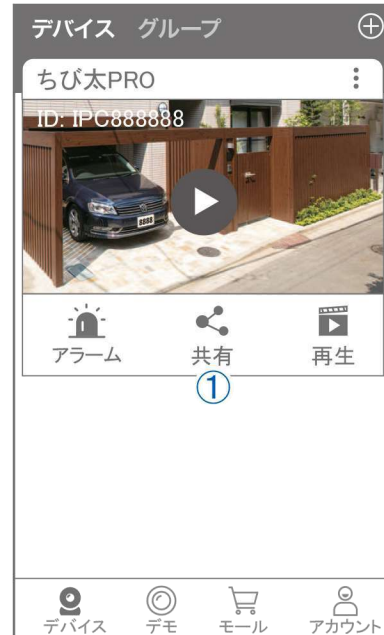 デバイス グループ
ちび太PRO
ID: IPC888888
8888
アラーム 共有 再生
①
デバイス デモ モール アカウント